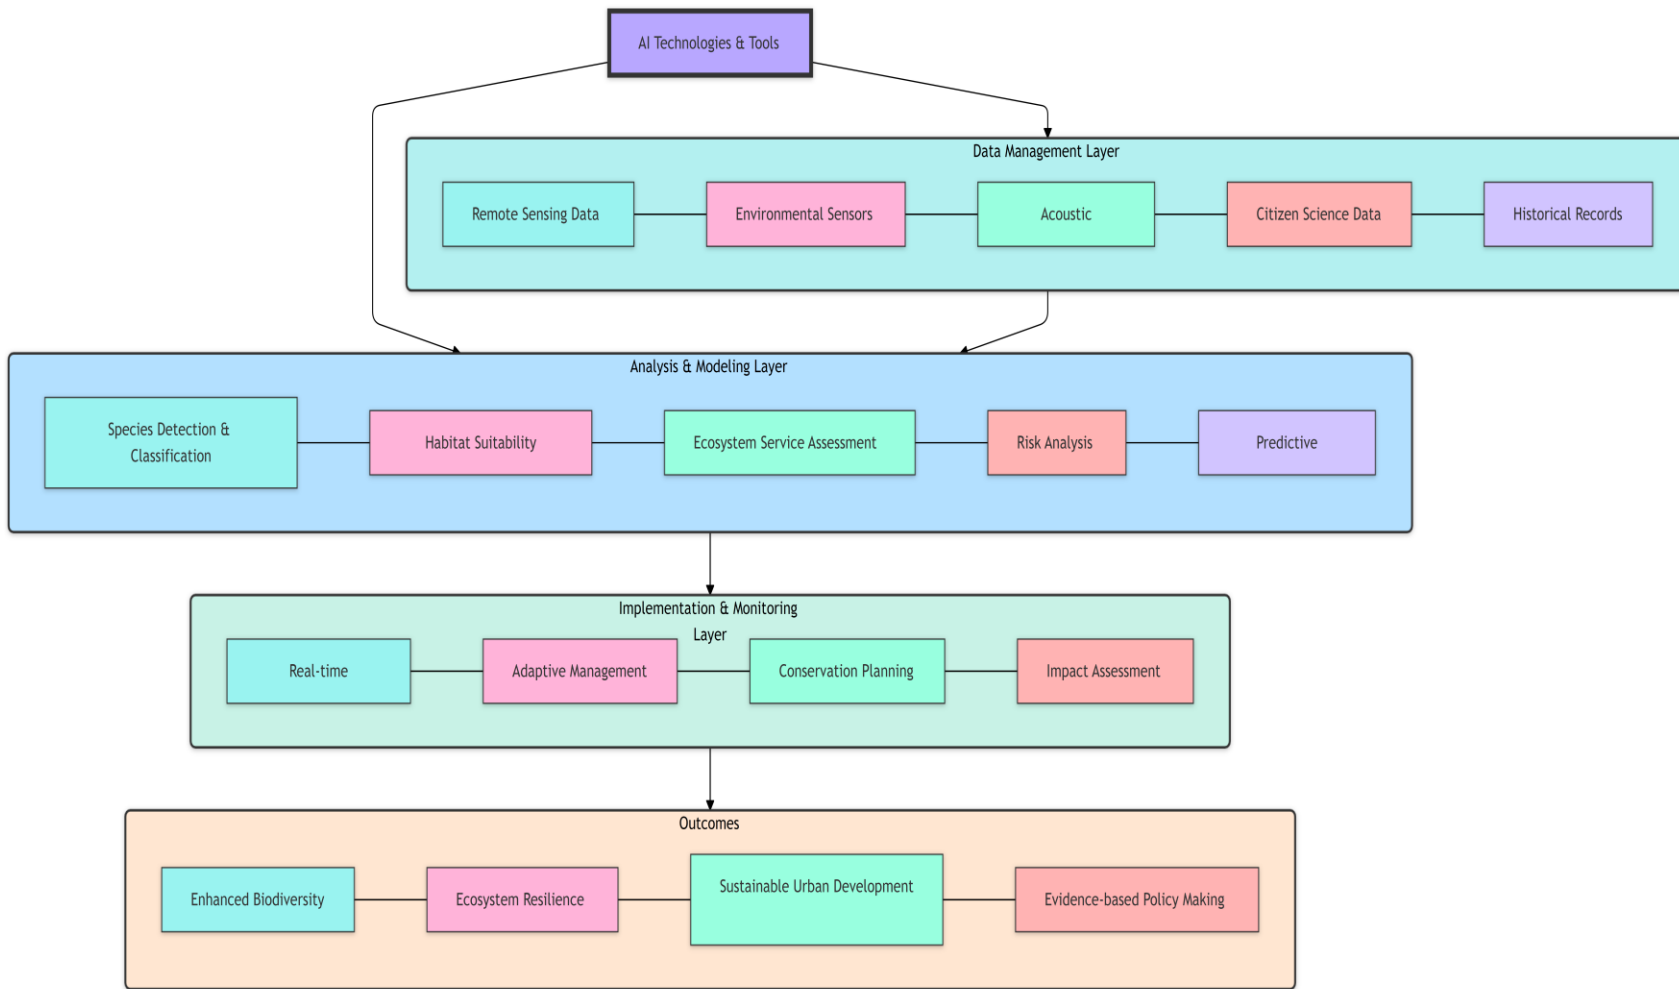 AI Technologies & Tools
Data Management Layer
Remote Sensing Data
Environmental Sensors
Acoustic
Citizen Science Data
Historical Records
Analysis & Modeling Layer
Species Detection &
Classification
Habitat Suitability
Ecosystem Service Assessment
Risk Analysis
Predictive
Implementation & Monitoring
Layer
Real-time
Adaptive Management
Conservation Planning
Impact Assessment
Outcomes
Enhanced Biodiversity
Ecosystem Resilience
Sustainable Urban Development
Evidence-based Policy Making